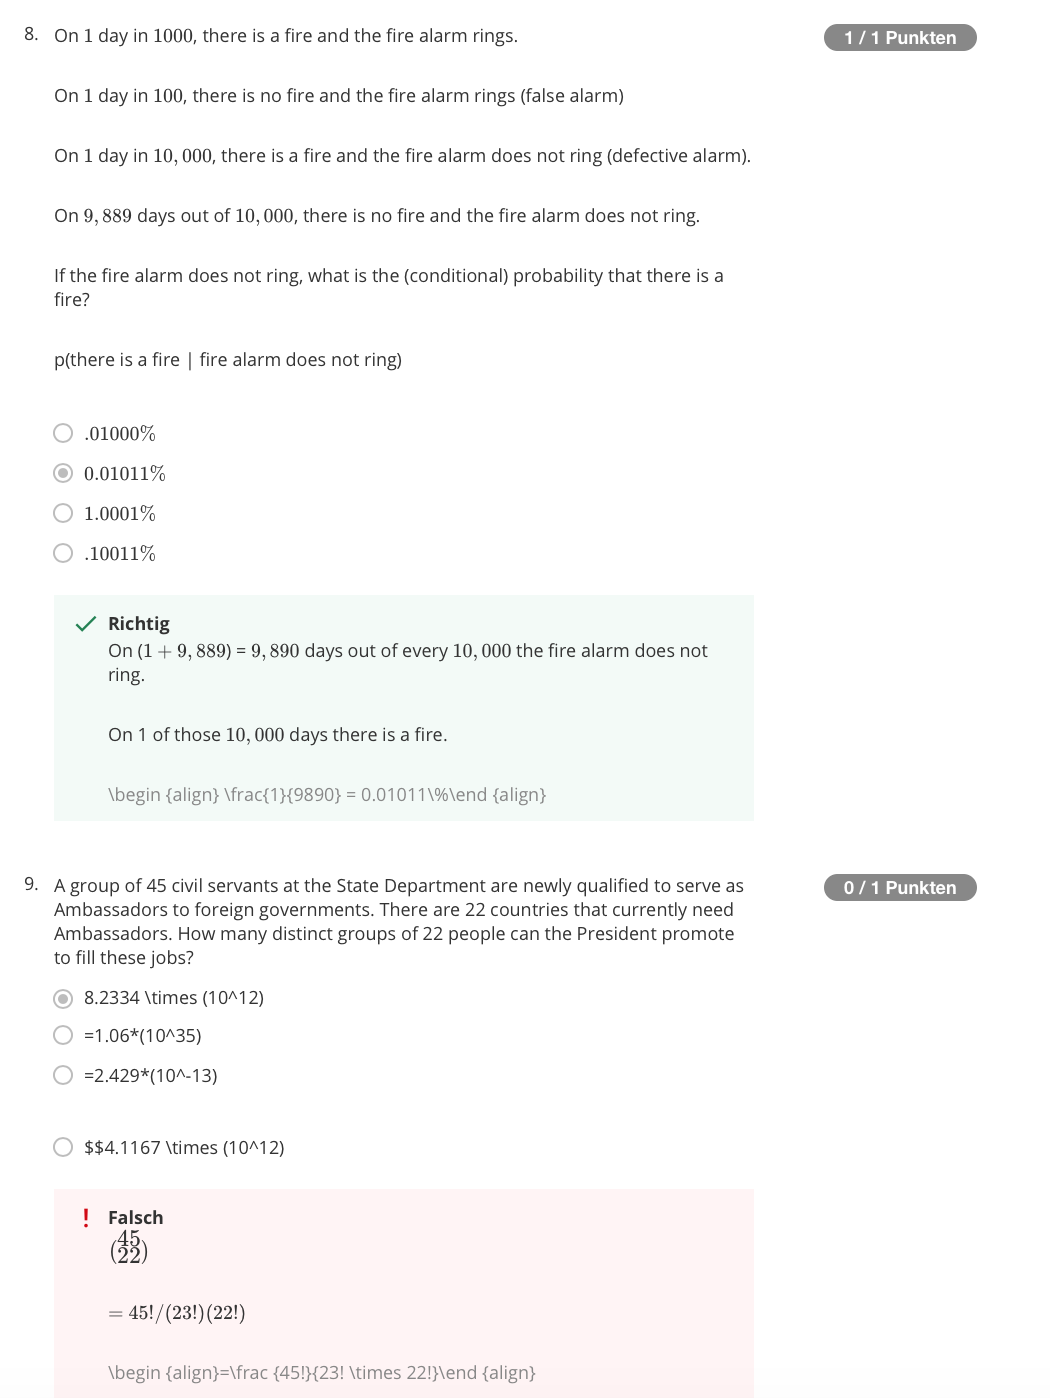 8. On 1 day in 1000, there is a fire and the fire alarm rings.
1 / 1 Punkten
On 1 day in 100, there is no fire and the fire alarm rings (false alarm)
On 1 day in 10, 000, there is a fire and the fire alarm does not ring (defective alarm).
On 9, 889 days out of 10, 000, there is no fire and the fire alarm does not ring.
If the fire alarm does not ring, what is the (conditional) probability that there is a
fire?
p(there is a fire | fire alarm does not ring)
.01000%
0.01011%
1.0001%
.10011%
Richtig
On (1 + 9, 889) = 9, 890 days out of every 10, 000 the fire alarm does not
ring.
On 1 of those 10, 000 days there is a fire.
\begin {align} \frac{1}{9890} = 0.01011\%\end {align}
9. A group of 45 civil servants at the State Department are newly qualified to serve as
0 / 1 Punkten
Ambassadors to foreign governments. There are 22 countries that currently need
Ambassadors. How many distinct groups of 22 people can the President promote
to fill these jobs?
8.2334 \times (10^12)
=1.06*(10^35)
=2.429*(10^-13)
$$4.1167 \times (10^12)
! Falsch
(45
22)
= 45!/(23!)(22!)
\begin {align}=\frac {45!}{23! \times 22!}\end {align}